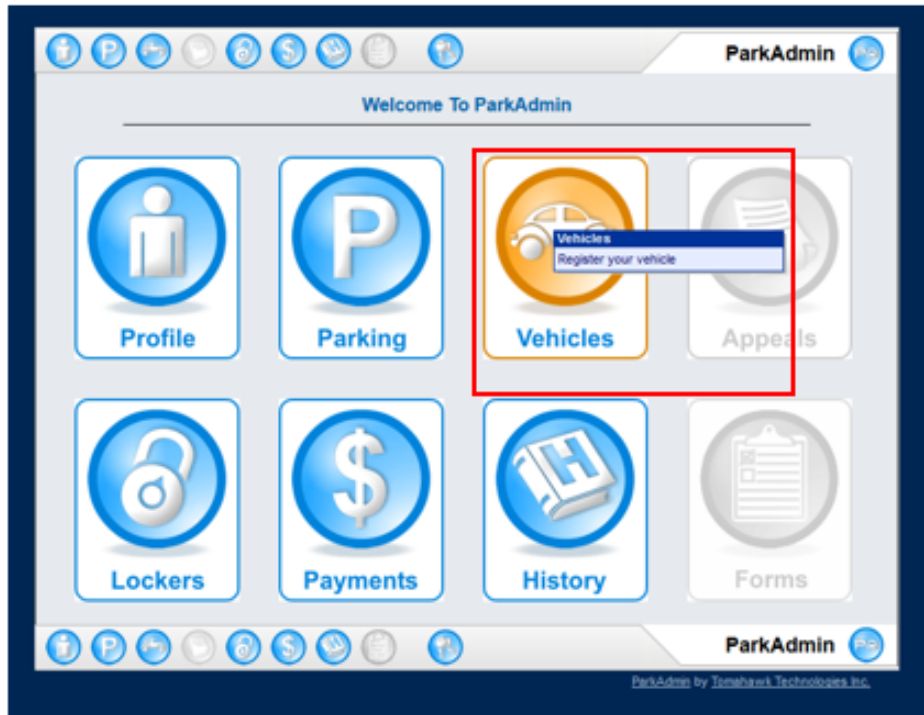 ParkAdmin
Welcome To ParkAdmin
Profile
Parking
Vehicles
Appeals
Vehicles
Register your vehicle
Lockers
Payments
History
Forms
ParkAdmin
ParkAdmin by Tomahawk Technologies Inc.